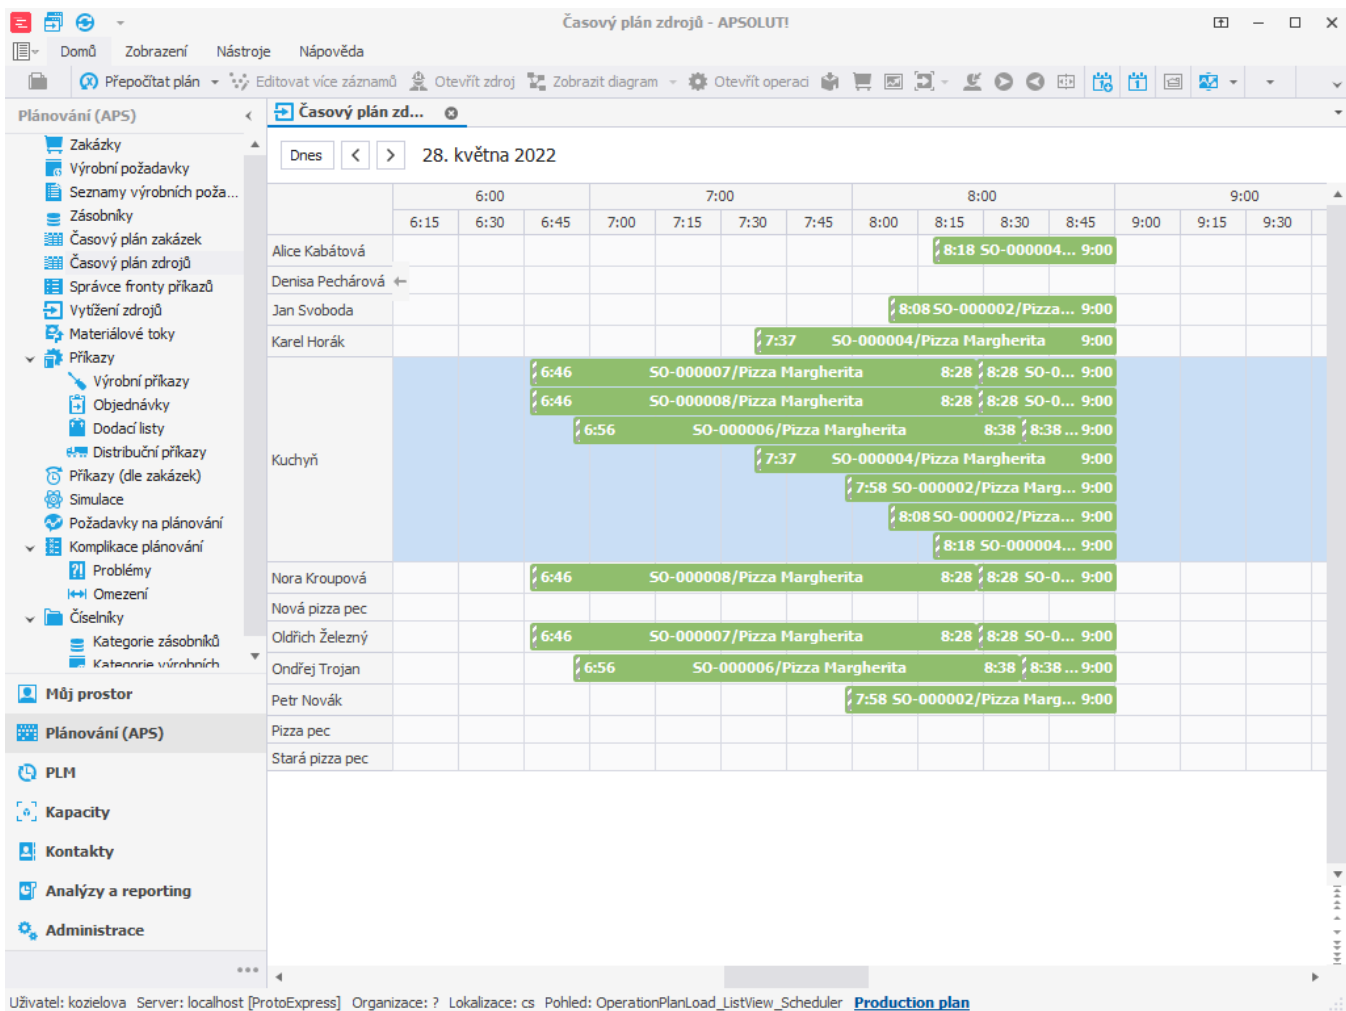 Časový plán zdrojů - APSOLUT!
Domů Zobrazení Nástroje Nápověda
Přepočítat plán Editovat více záznamů Otevřít zdroj Zobrazit diagram Otevřít operaci
Plánování (APS)
Zakázky
Výrobní požadavky
Seznamy výrobních poža...
Zásobníky
Časový plán zakázek
Časový plán zdrojů
Správce fronty příkazů
Vytížení zdrojů
Materiálové toky
Příkazy
Výrobní příkazy
Objednávky
Dodací listy
Distribuční příkazy
Příkazy (dle zakázek)
Simulace
Požadavky na plánování
Komplikace plánování
Problémy
Omezení
Číselníky
Kategorie zásobníků
Kategorie výrobních
Můj prostor
Plánování (APS)
PLM
Kapacity
Kontakty
Analýzy a reporting
Administrace
Časový plán zd...
Dnes < > 28. května 2022
6:00 7:00 8:00 9:00
6:15 6:30 6:45 7:00 7:15 7:30 7:45 8:00 8:15 8:30 8:45 9:00 9:15 9:30
Alice Kabátová 8:18 SO-000004... 9:00
Denisa Pechárová
Jan Svoboda 8:08 SO-000002/Pizza... 9:00
Karel Horák 7:37 SO-000004/Pizza Margherita 9:00
6:46 SO-000007/Pizza Margherita 8:28 8:28 SO-0... 9:00
6:46 SO-000008/Pizza Margherita 8:28 8:28 SO-0... 9:00
6:56 SO-000006/Pizza Margherita 8:38 8:38 ... 9:00
Kuchyň 7:37 SO-000004/Pizza Margherita 9:00
7:58 SO-000002/Pizza Marg... 9:00
8:08 SO-000002/Pizza... 9:00
8:18 SO-000004... 9:00
Nora Kroupová 6:46 SO-000008/Pizza Margherita 8:28 8:28 SO-0... 9:00
Nová pizza pec
Oldřich Železný 6:46 SO-000007/Pizza Margherita 8:28 8:28 SO-0... 9:00
Ondřej Trojan 6:56 SO-000006/Pizza Margherita 8:38 8:38 ... 9:00
Petr Novák 7:58 SO-000002/Pizza Marg... 9:00
Pizza pec
Stará pizza pec
Uživatel: kozielova Server: localhost [ProtoExpress] Organizace: ? Lokalizace: cs Pohled: OperationPlanLoad_ListView_Scheduler Production plan